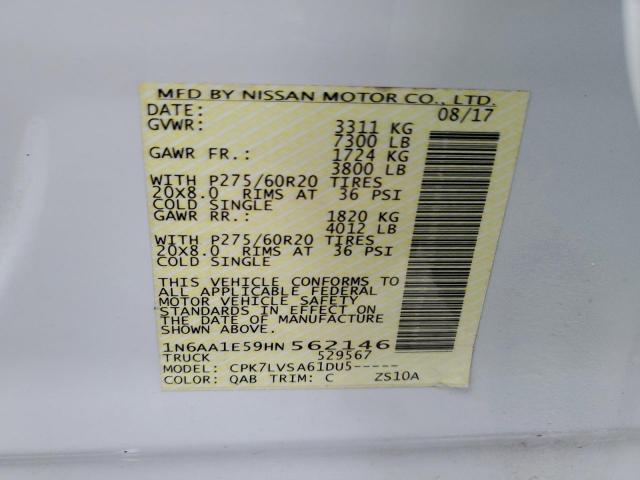 MFD BY NISSAN MOTOR CO., LTD.
DATE: 08/17
GVWR: 3311 KG
7300 LB
GAWR FR.: 1724 KG
3800 LB
WITH P275/60R20 TIRES
20X8.0 RIMS AT 36 PSI
COLD SINGLE
GAWR RR.: 1820 KG
4012 LB
WITH P275/60R20 TIRES
20X8.0 RIMS AT 36 PSI
COLD SINGLE
THIS VEHICLE CONFORMS TO
ALL APPLICABLE FEDERAL
MOTOR VEHICLE SAFETY
STANDARDS IN EFFECT ON
THE DATE OF MANUFACTURE
SHOWN ABOVE.
1N6AA1E59HN 562146
TRUCK 529567
MODEL: CPK7LVSA61DU5-----
COLOR: QAB TRIM: C ZS10A